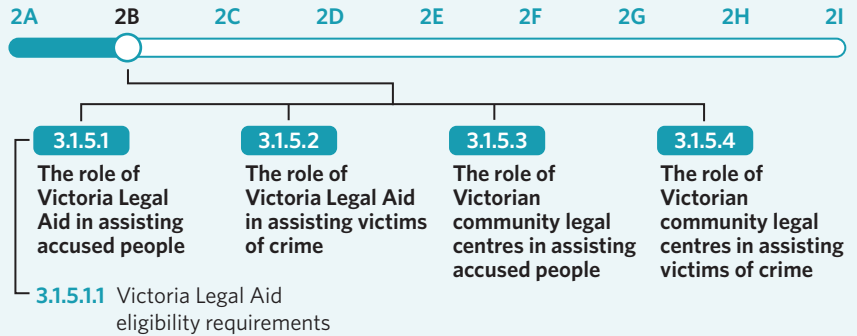 2A 2B 2C 2D 2E 2F 2G 2H 2I
3.1.5.1
The role of
Victoria Legal
Aid in assisting
accused people
3.1.5.1.1 Victoria Legal Aid
eligibility requirements
3.1.5.2
The role of
Victoria Legal Aid
in assisting victims
of crime
3.1.5.3
The role of
Victorian
community legal
centres in assisting
accused people
3.1.5.4
The role of
Victorian
community legal
centres in assisting
victims of crime